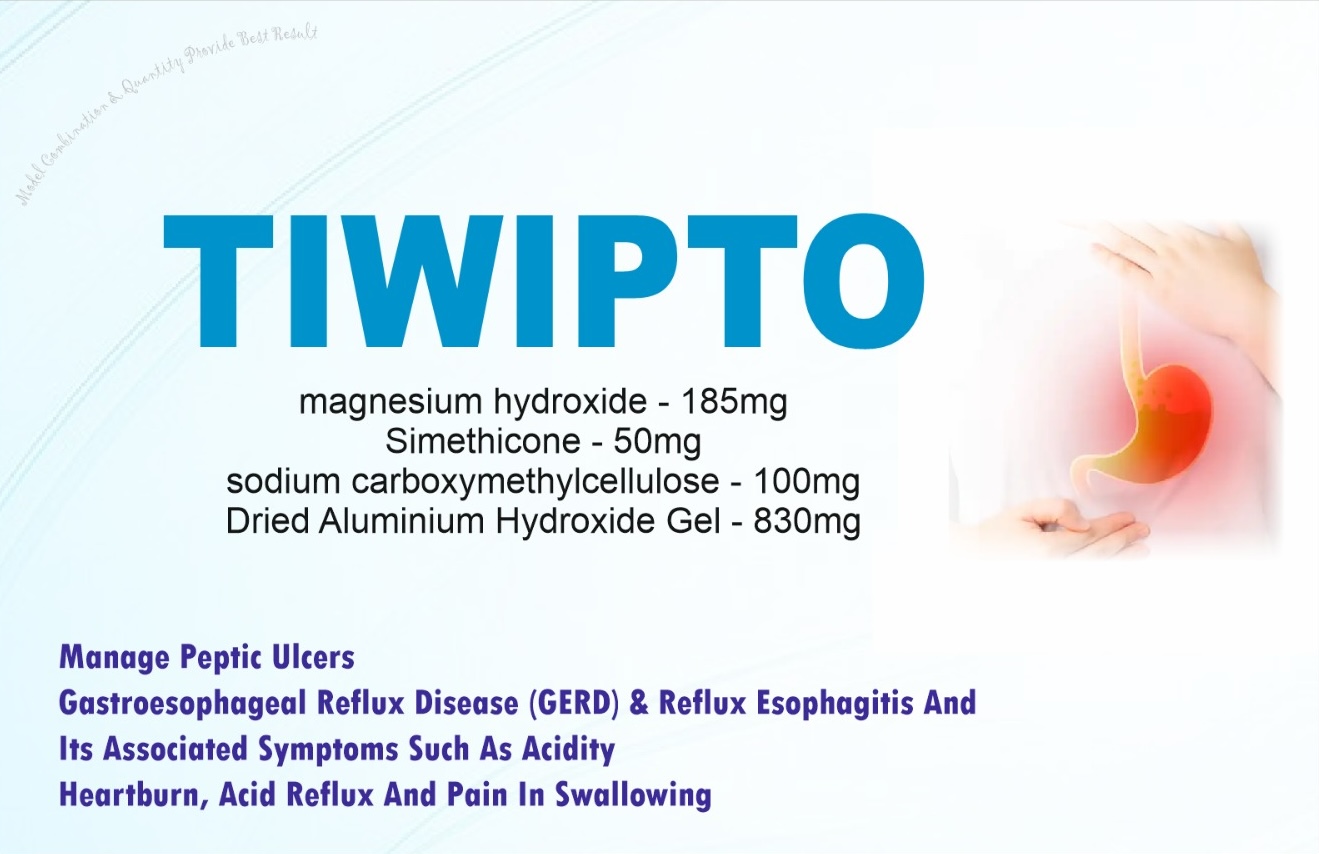 Model Combination & Quantity Provide Best Result
TIWIPTO
magnesium hydroxide - 185mg
Simethicone - 50mg
sodium carboxymethylcellulose - 100mg
Dried Aluminium Hydroxide Gel - 830mg
Manage Peptic Ulcers
Gastroesophageal Reflux Disease (GERD) & Reflux Esophagitis And
Its Associated Symptoms Such As Acidity
Heartburn, Acid Reflux And Pain In Swallowing